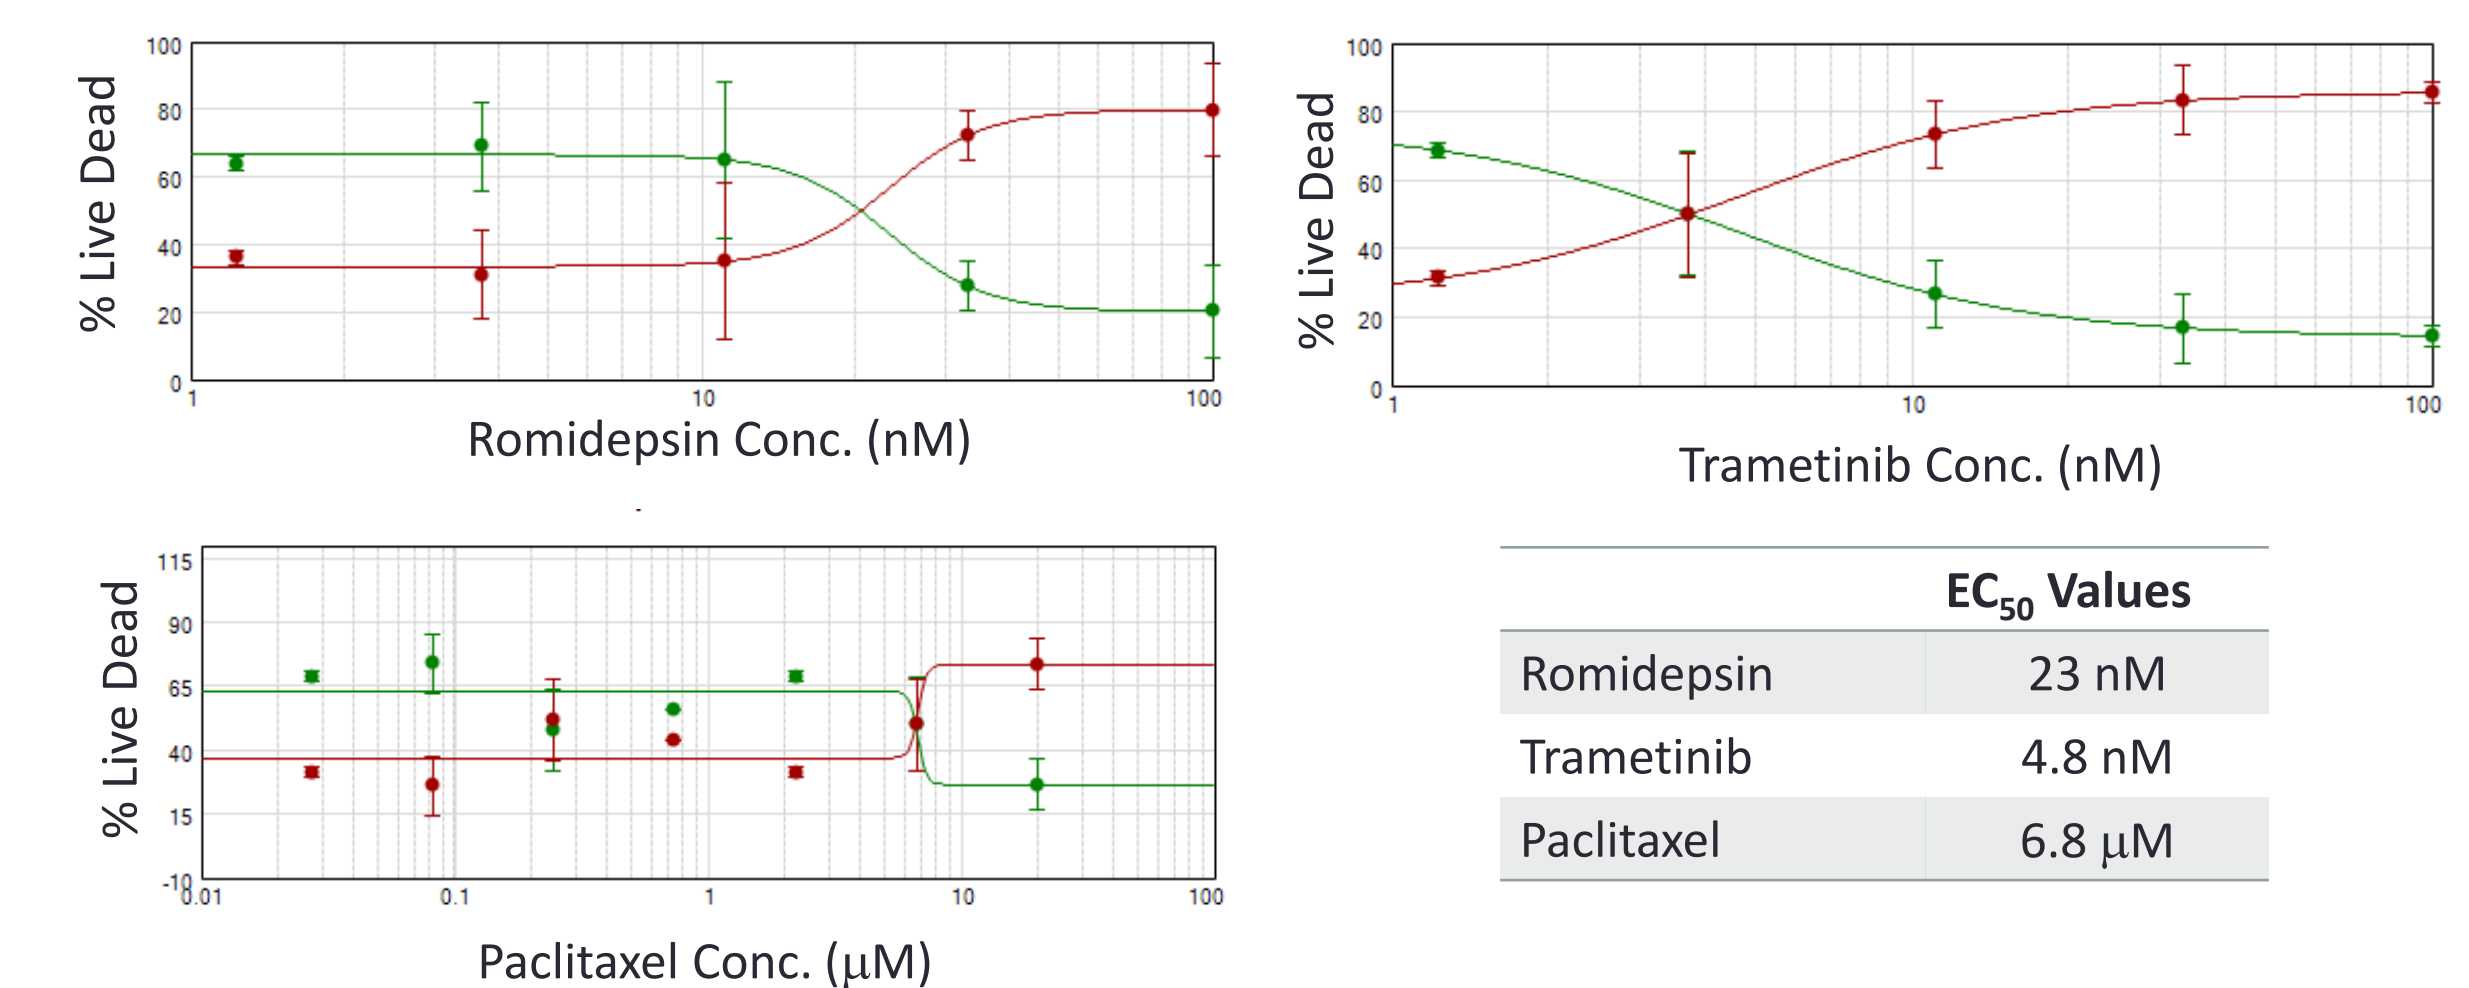 % Live Dead
100
80
60
40
20
0
1 10 100
Romidepsin Conc. (nM)
% Live Dead
100
80
60
40
20
0
1 10 100
Trametinib Conc. (nM)
% Live Dead
115
90
65
40
15
-10
0.01 0.1 1 10 100
Paclitaxel Conc. (μM)
EC50 Values
Romidepsin 23 nM
Trametinib 4.8 nM
Paclitaxel 6.8 μM